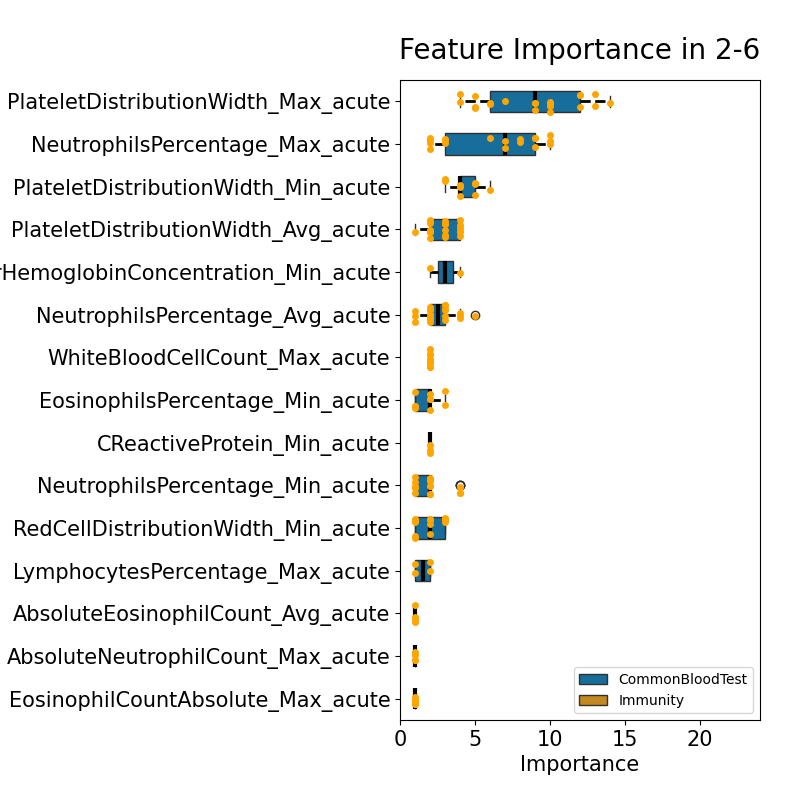 Feature Importance in 2-6
PlateletDistributionWidth_Max_acute
NeutrophilsPercentage_Max_acute
PlateletDistributionWidth_Min_acute
PlateletDistributionWidth_Avg_acute
rHemoglobinConcentration_Min_acute
NeutrophilsPercentage_Avg_acute
WhiteBloodCellCount_Max_acute
EosinophilsPercentage_Min_acute
CReactiveProtein_Min_acute
NeutrophilsPercentage_Min_acute
RedCellDistributionWidth_Min_acute
LymphocytesPercentage_Max_acute
AbsoluteEosinophilCount_Avg_acute
AbsoluteNeutrophilCount_Max_acute
EosinophilCountAbsolute_Max_acute
CommonBloodTest
Immunity
0 5 10 15 20
Importance